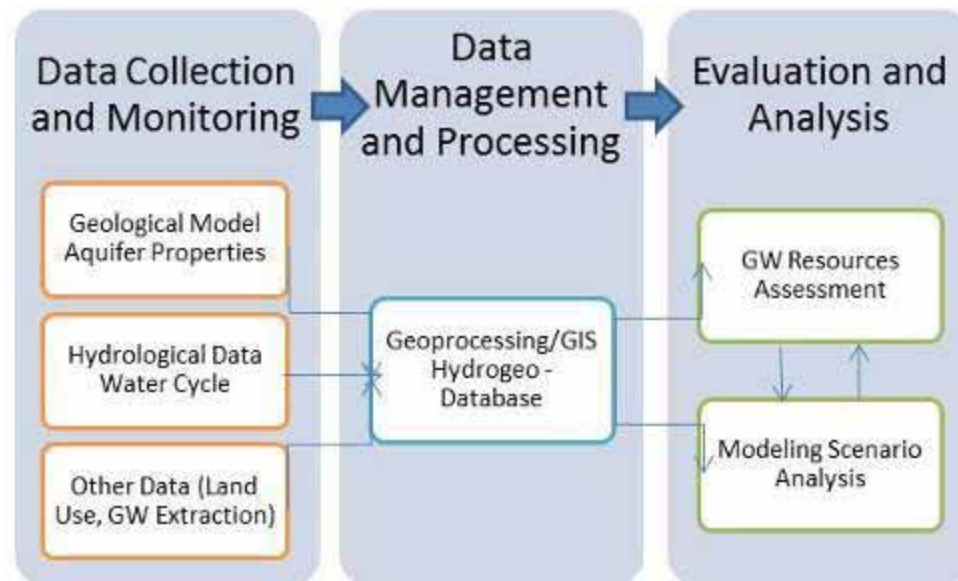 Data Collection
and Monitoring
Geological Model
Aquifer Properties
Hydrological Data
Water Cycle
Other Data (Land
Use, GW Extraction)
Data
Management
and Processing
Geoprocessing/GIS
Hydrogeo -
Database
Evaluation and
Analysis
GW Resources
Assessment
Modeling Scenario
Analysis